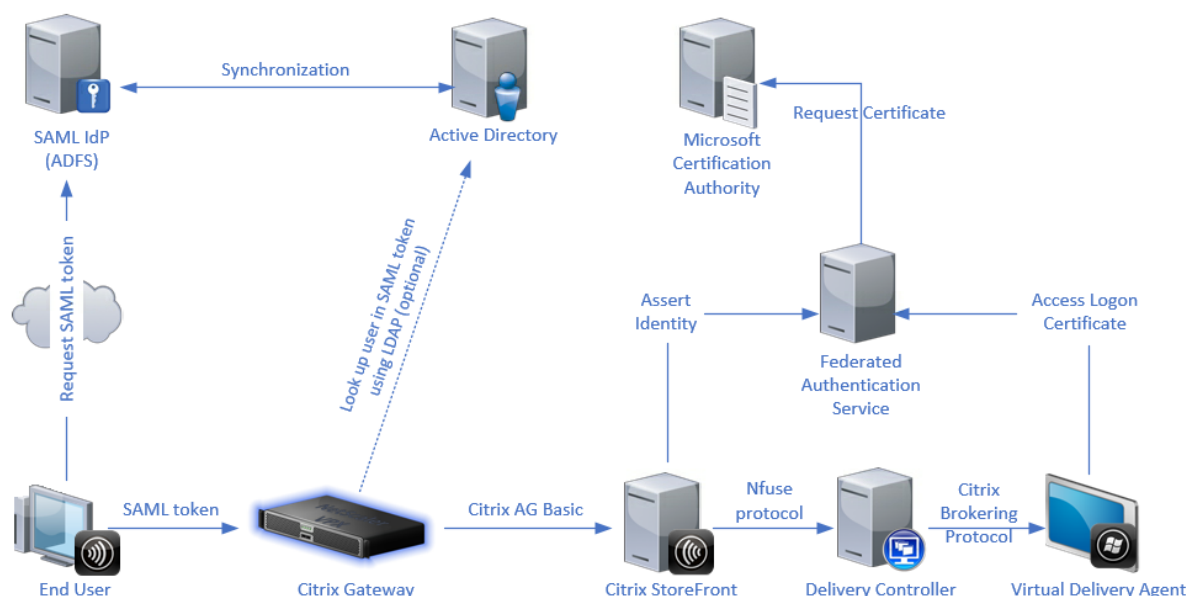 Synchronization
SAML IdP
(ADFS)
Active Directory
Request Certificate
Microsoft
Certification
Authority
Request SAML token
Look up user in SAML token
using LDAP (optional)
Assert
Identity
Access Logon
Certificate
Federated
Authentication
Service
SAML token
Citrix AG Basic
Nfuse
protocol
Citrix
Brokering
Protocol
End User
Citrix Gateway
Citrix StoreFront
Delivery Controller
Virtual Delivery Agent